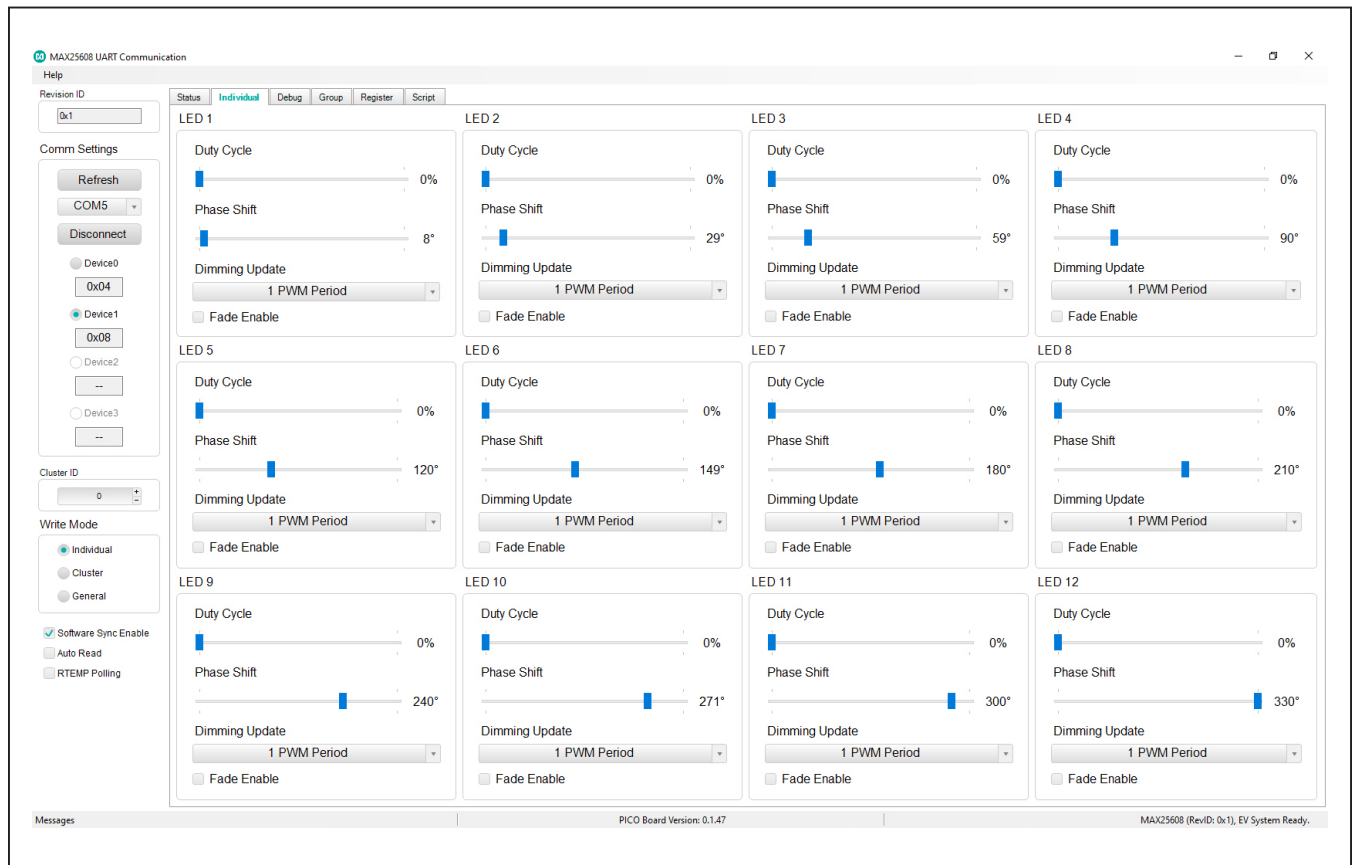 MAX25608 UART Communication
Help
Revision ID
0x1
Comm Settings
Refresh
COM5
Disconnect
Device0
0x04
Device1
0x08
Device2
--
Device3
--
Cluster ID
0
+
-
Write Mode
Individual
Cluster
General
Software Sync Enable
Auto Read
RTEMP Polling
Status Individual Debug Group Register Script
LED 1
Duty Cycle
0%
Phase Shift
8°
Dimming Update
1 PWM Period
Fade Enable
LED 2
Duty Cycle
0%
Phase Shift
29°
Dimming Update
1 PWM Period
Fade Enable
LED 3
Duty Cycle
0%
Phase Shift
59°
Dimming Update
1 PWM Period
Fade Enable
LED 4
Duty Cycle
0%
Phase Shift
90°
Dimming Update
1 PWM Period
Fade Enable
LED 5
Duty Cycle
0%
Phase Shift
120°
Dimming Update
1 PWM Period
Fade Enable
LED 6
Duty Cycle
0%
Phase Shift
149°
Dimming Update
1 PWM Period
Fade Enable
LED 7
Duty Cycle
0%
Phase Shift
180°
Dimming Update
1 PWM Period
Fade Enable
LED 8
Duty Cycle
0%
Phase Shift
210°
Dimming Update
1 PWM Period
Fade Enable
LED 9
Duty Cycle
0%
Phase Shift
240°
Dimming Update
1 PWM Period
Fade Enable
LED 10
Duty Cycle
0%
Phase Shift
271°
Dimming Update
1 PWM Period
Fade Enable
LED 11
Duty Cycle
0%
Phase Shift
300°
Dimming Update
1 PWM Period
Fade Enable
LED 12
Duty Cycle
0%
Phase Shift
330°
Dimming Update
1 PWM Period
Fade Enable
Messages
PICO Board Version: 0.1.47
MAX25608 (RevID: 0x1), EV System Ready.